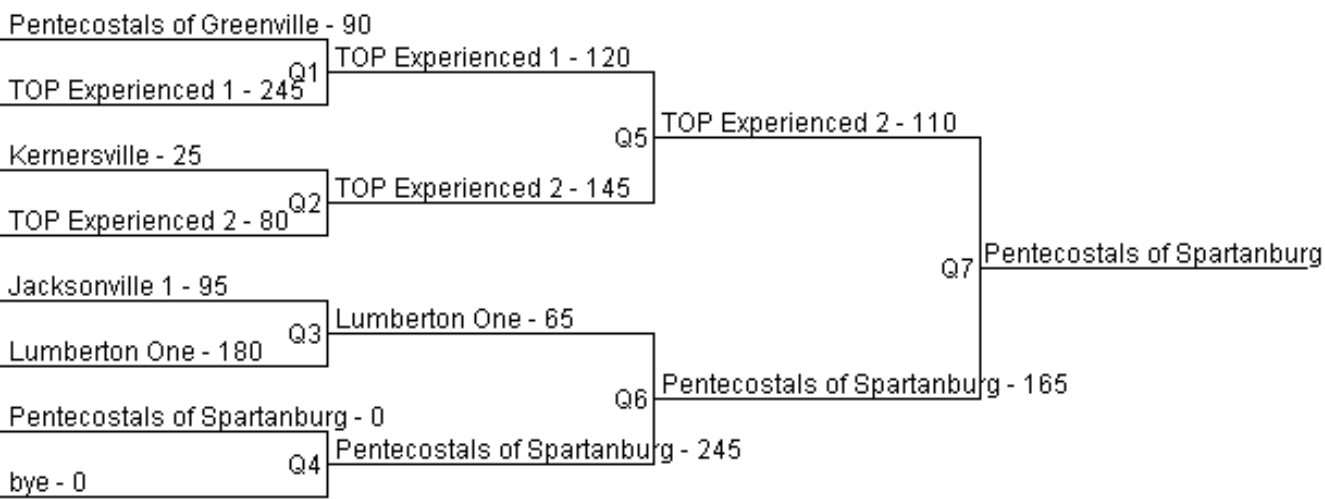 Pentecostals of Greenville - 90
TOP Experienced 1 - 120
Q1
TOP Experienced 1 - 245
TOP Experienced 2 - 110
Q5
Kernersville - 25
TOP Experienced 2 - 145
Q2
TOP Experienced 2 - 80
Pentecostals of Spartanburg
Q7
Jacksonville 1 - 95
Lumberton One - 65
Q3
Lumberton One - 180
Pentecostals of Spartanburg - 165
Q6
Pentecostals of Spartanburg - 0
Pentecostals of Spartanburg - 245
Q4
bye - 0